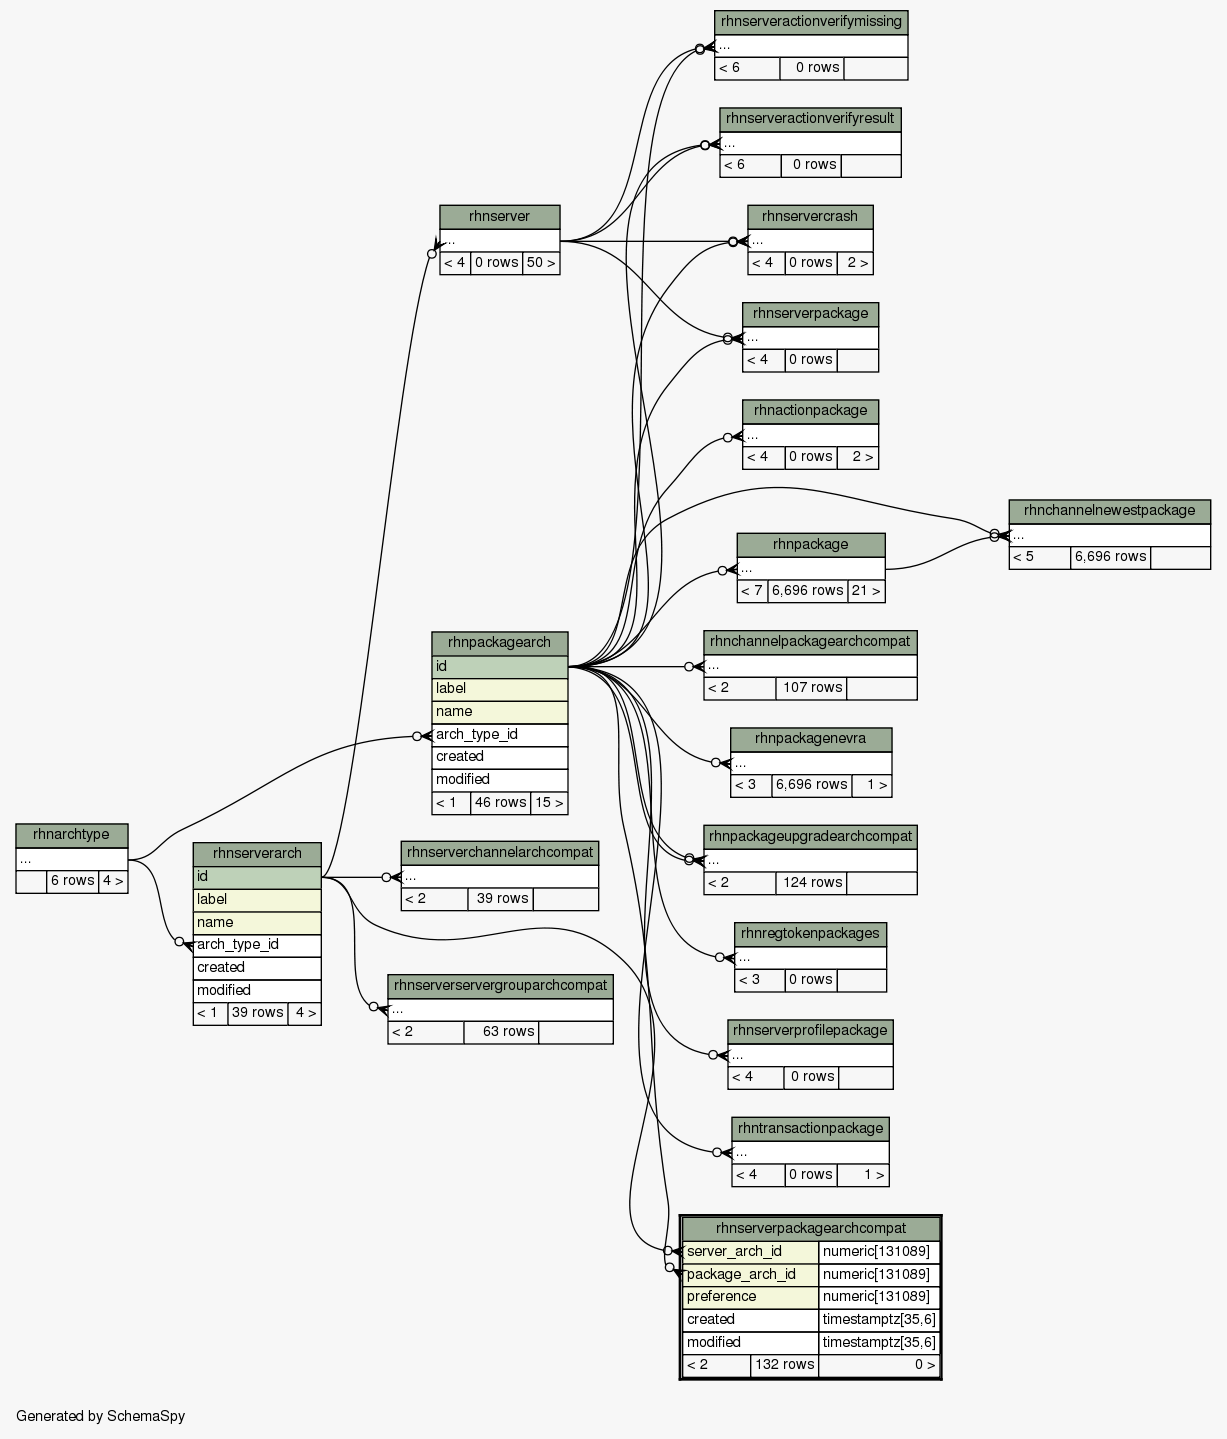 rhnserveractionverifymissing
...
< 6 0 rows
rhnserveractionverifyresult
...
< 6 0 rows
rhnserver
...
< 4 0 rows 50 >
rhnservercrash
...
< 4 0 rows 2 >
rhnserverpackage
...
< 4 0 rows
rhnactionpackage
...
< 4 0 rows 2 >
rhnchannelnewestpackage
...
< 5 6,696 rows
rhnpackage
...
< 7 6,696 rows 21 >
rhnpackagearch
id
label
name
arch_type_id
created
modified
< 1 46 rows 15 >
rhnchannelpackagearchcompat
...
< 2 107 rows
rhnpackagenevra
...
< 3 6,696 rows 1 >
rhnarchtype
...
6 rows 4 >
rhnserverarch
id
label
name
arch_type_id
created
modified
< 1 39 rows 4 >
rhnserverchannelarchcompat
...
< 2 39 rows
rhnpackageupgradearchcompat
...
< 2 124 rows
rhnregtokenpackages
...
< 3 0 rows
rhnserverservergrouparchcompat
...
< 2 63 rows
rhnserverprofilepackage
...
< 4 0 rows
rhntransactionpackage
...
< 4 0 rows 1 >
rhnserverpackagearchcompat
server_arch_id numeric[131089]
package_arch_id numeric[131089]
preference numeric[131089]
created timestamptz[35,6]
modified timestamptz[35,6]
< 2 132 rows 0 >
Generated by SchemaSpy